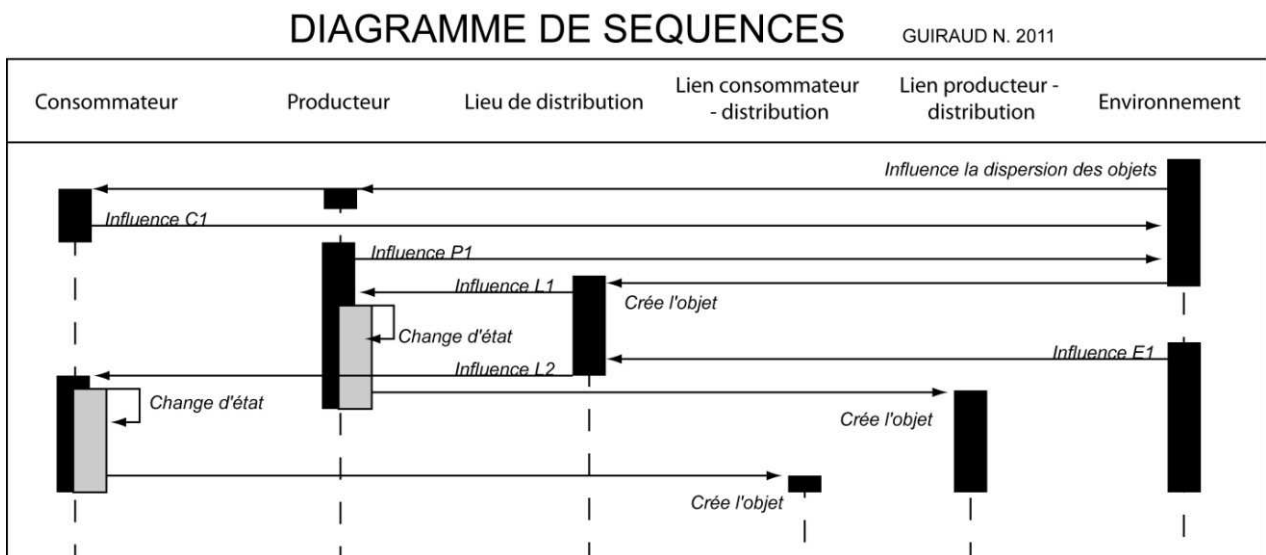 DIAGRAMME DE SEQUENCES
GUIRAUD N. 2011
Consommateur
Producteur
Lieu de distribution
Lien consommateur
- distribution
Lien producteur -
distribution
Environnement
Influence la dispersion des objets
Influence C1
Influence P1
Influence L1
Crée l'objet
Change d'état
Influence E1
Influence L2
Change d'état
Crée l'objet
Crée l'objet